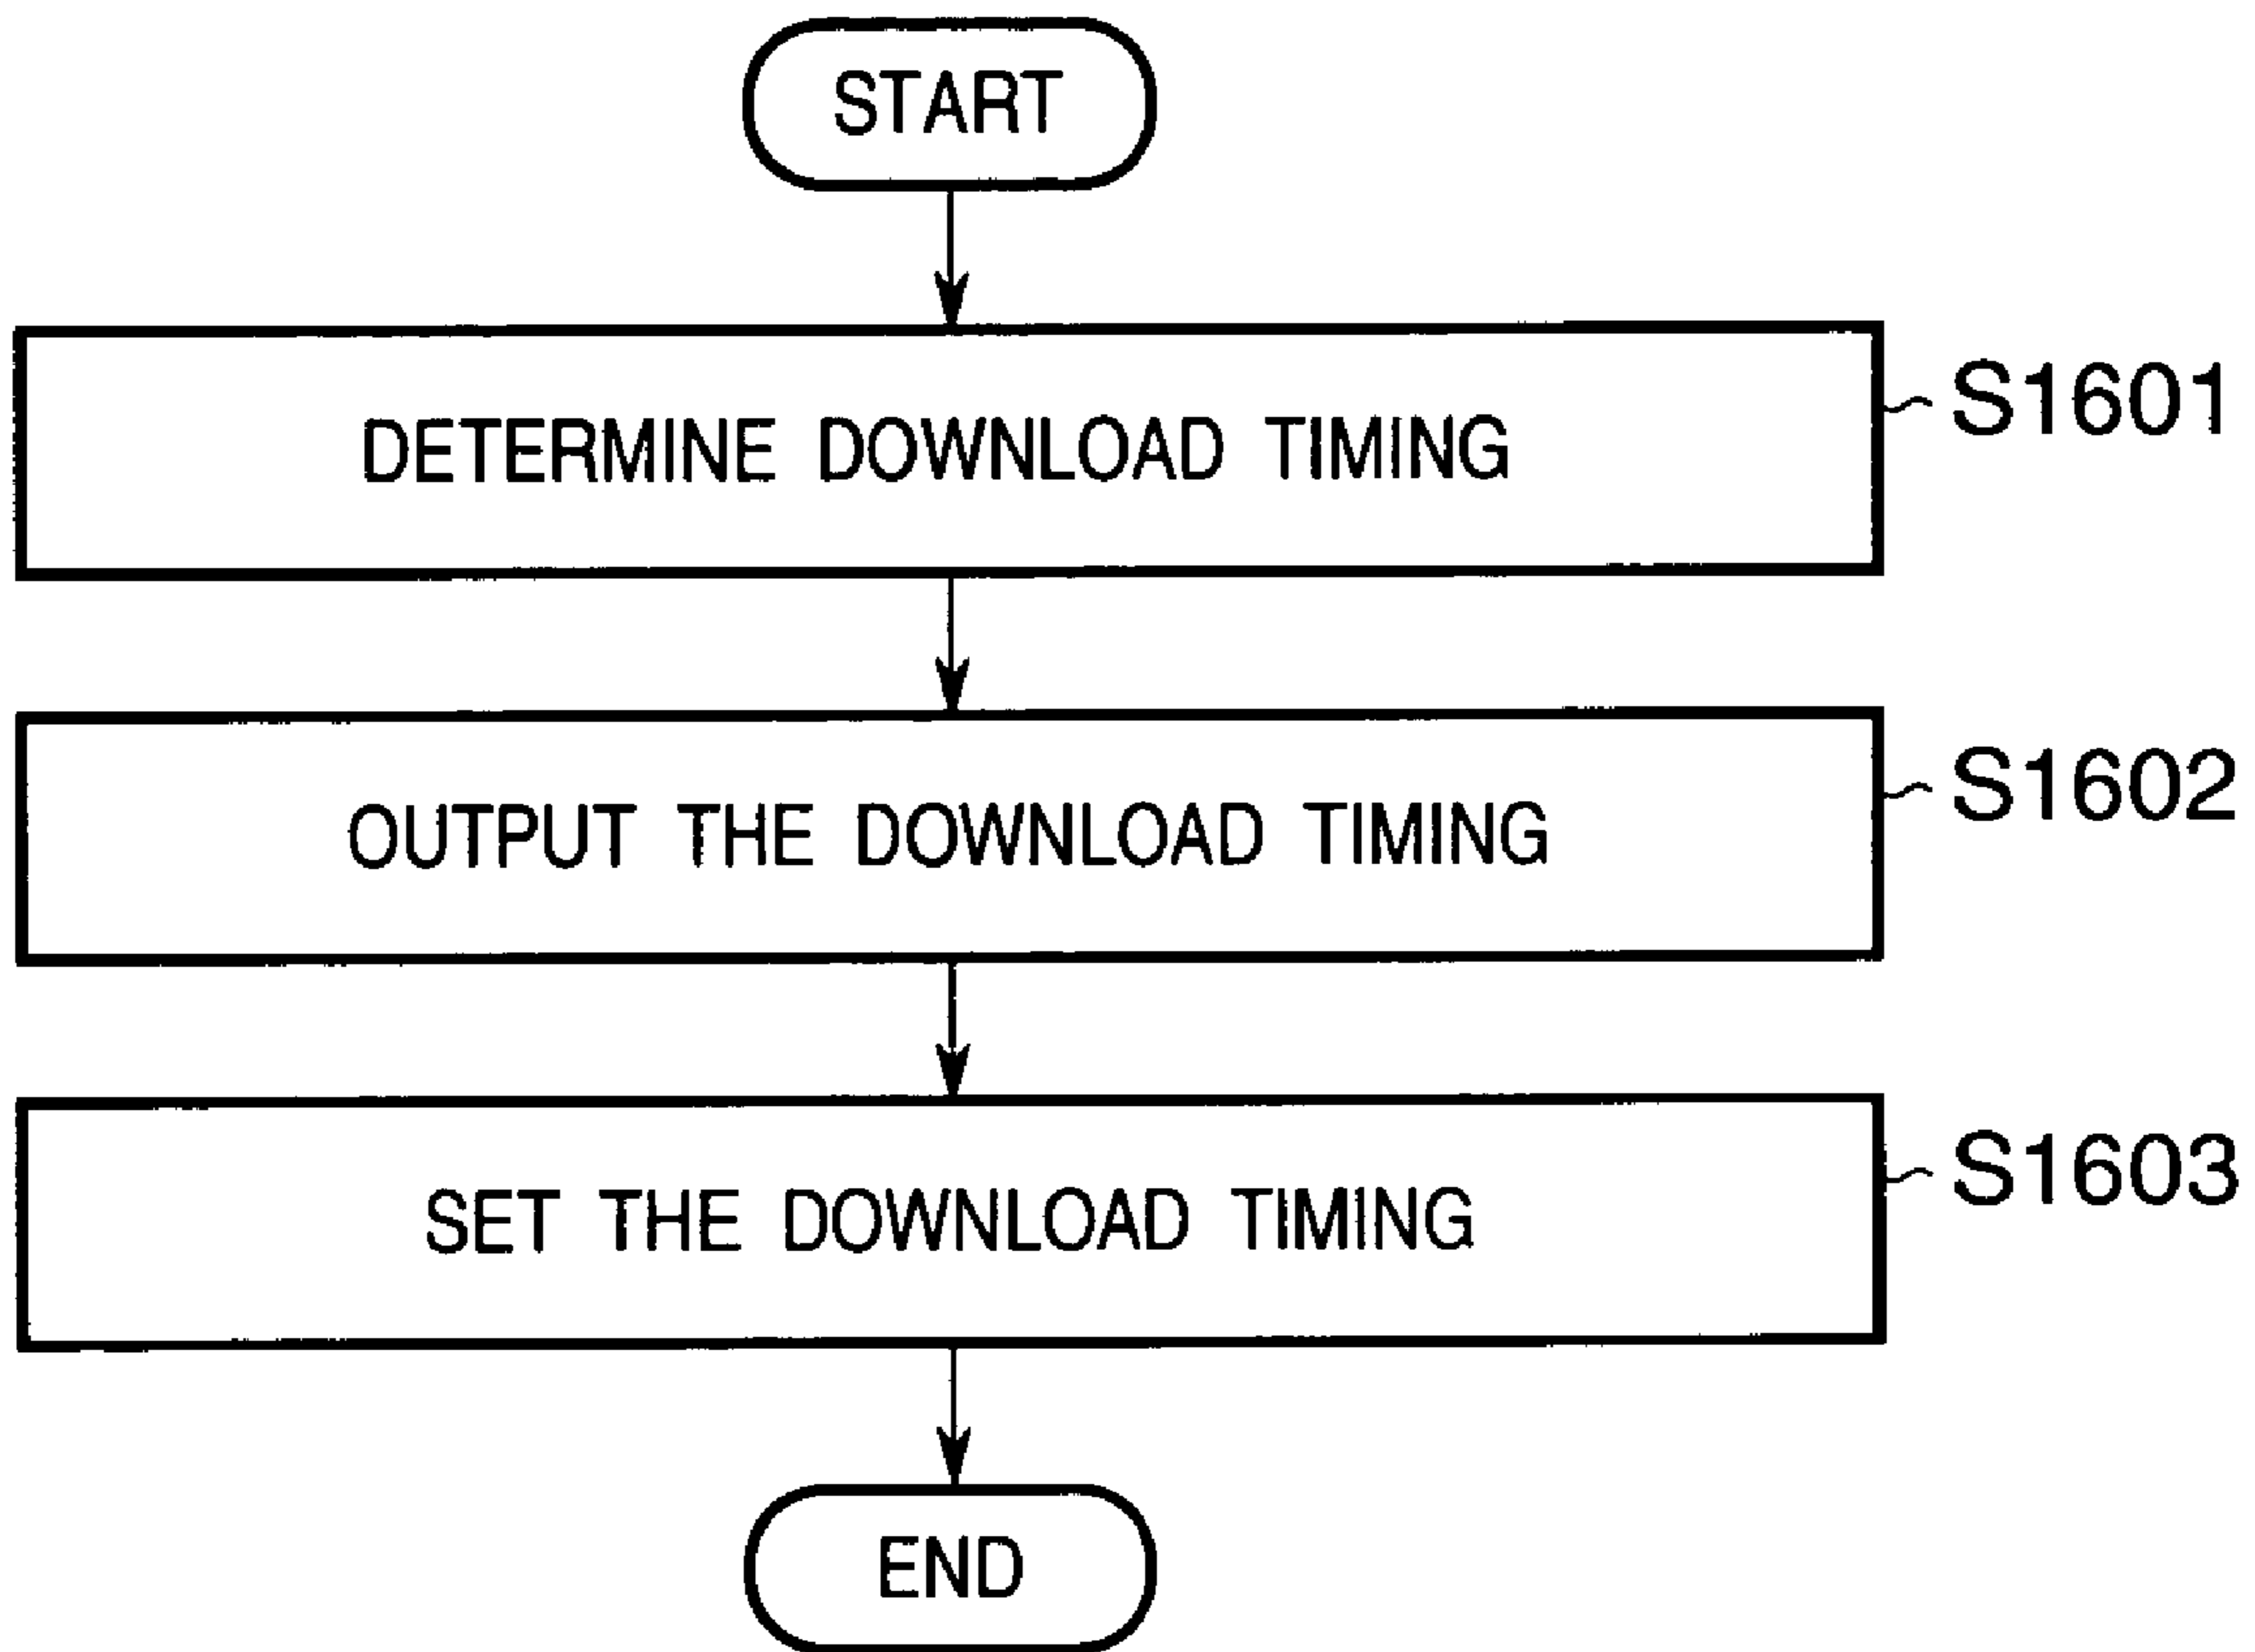 START
DETERMINE DOWNLOAD TIMING
S1601
OUTPUT THE DOWNLOAD TIMING
S1602
SET THE DOWNLOAD TIMING
S1603
END